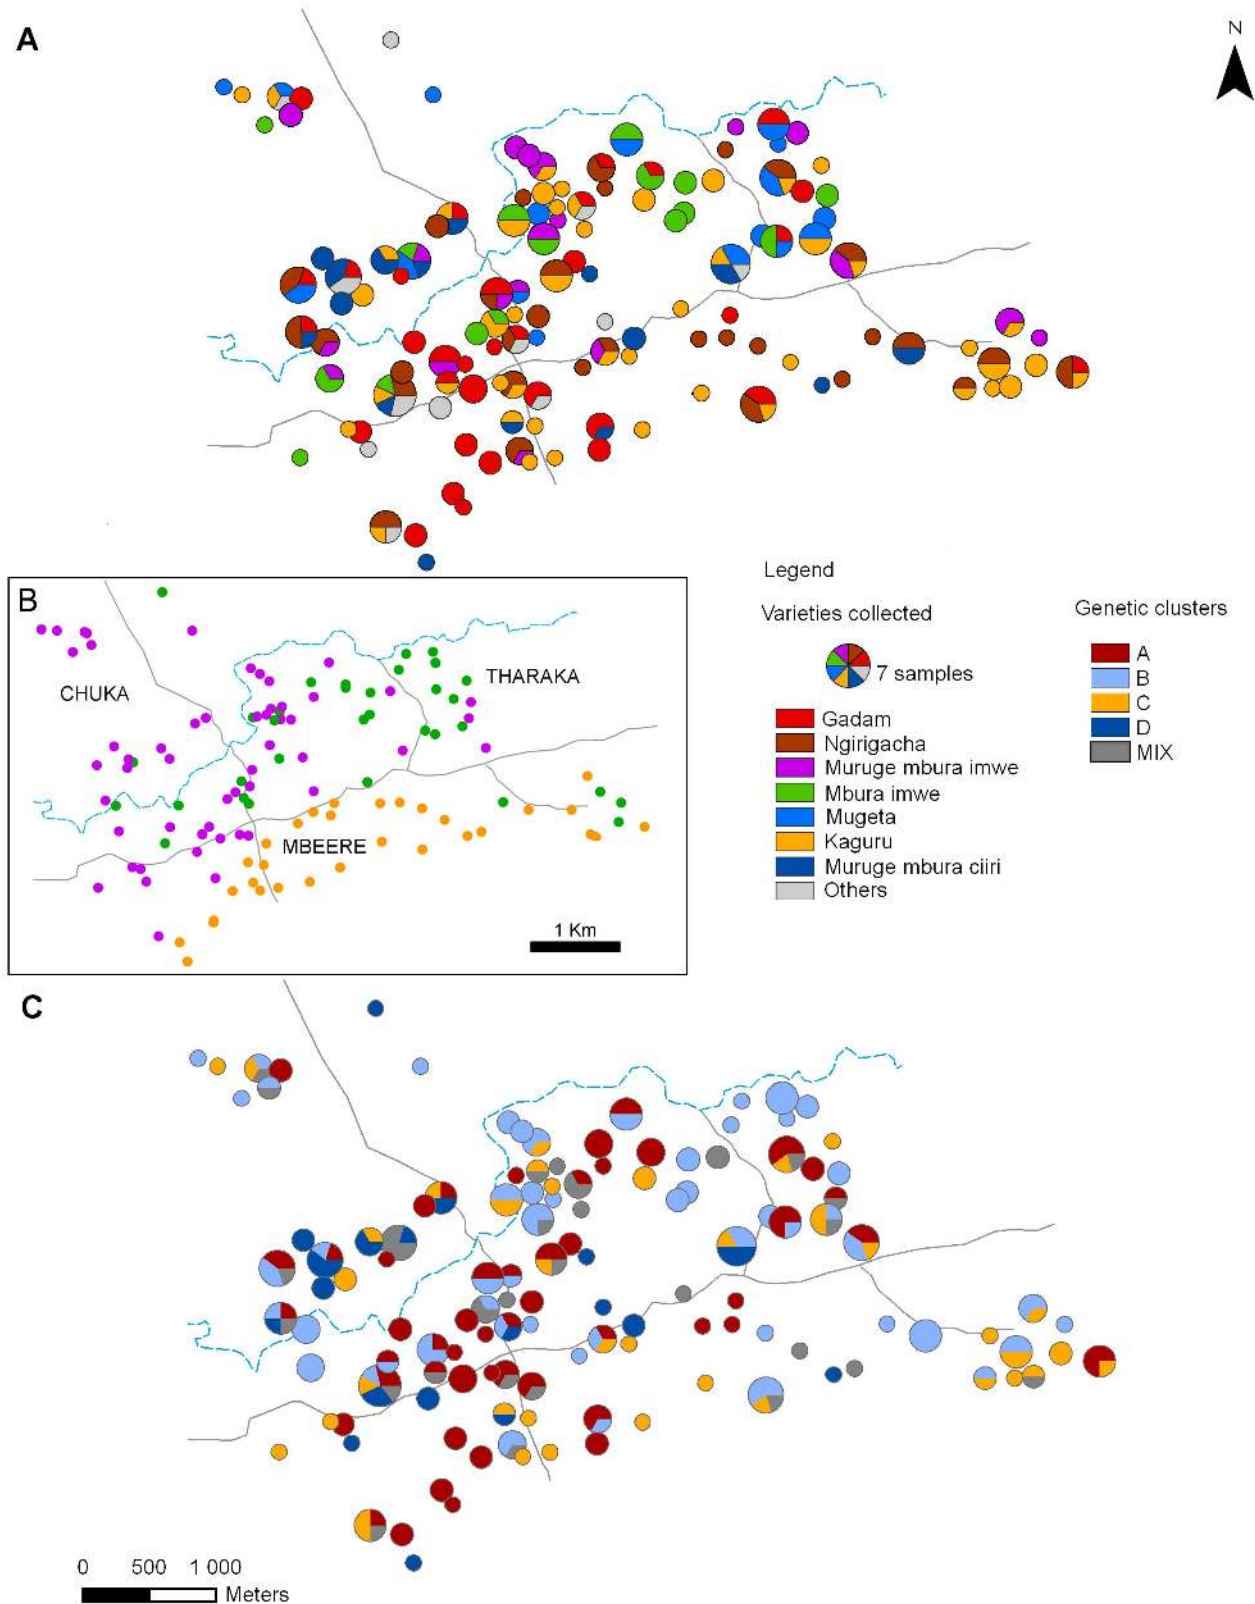 A
N
B
CHUKA
THARAKA
MBEERE
1 Km
Legend
Varieties collected
7 samples
Gadam
Ngirigacha
Muruge mbura imwe
Mbura imwe
Mugeta
Kaguru
Muruge mbura ciiri
Others
Genetic clusters
A
B
C
D
MIX
C
0 500 1 000
Meters